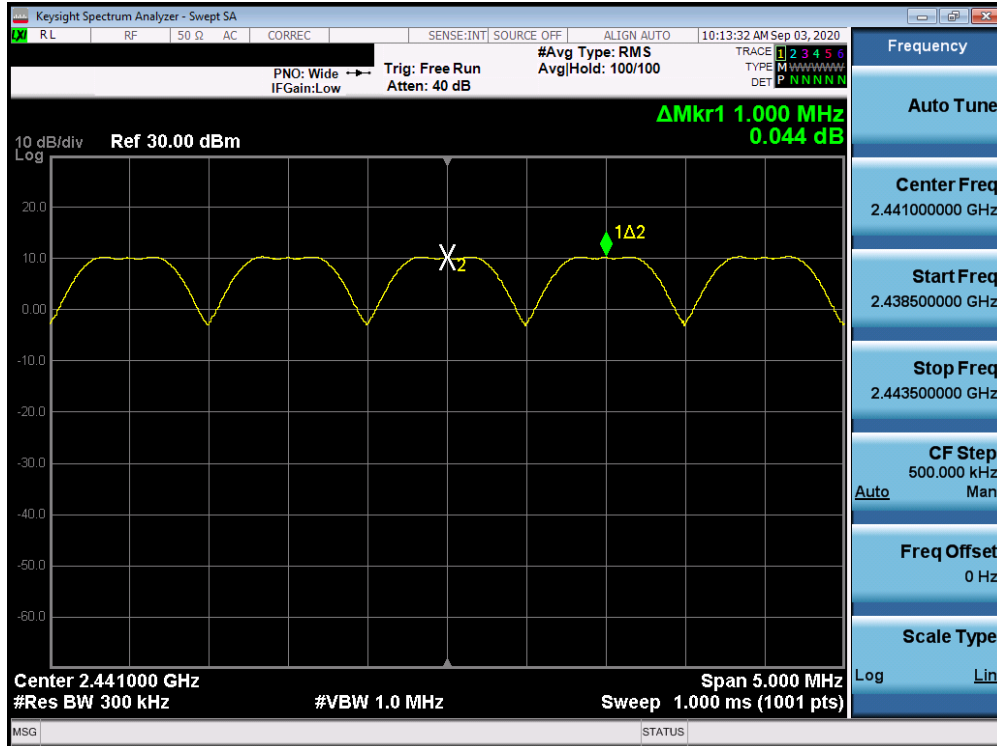 Keysight Spectrum Analyzer - Swept SA
LXI RL RF 50 Ω AC CORREC SENSE:INT SOURCE OFF ALIGN AUTO 10:13:32 AM Sep 03, 2020
PNO: Wide
IFGain:Low
Trig: Free Run
Atten: 40 dB
#Avg Type: RMS
Avg|Hold: 100/100
TRACE 1 2 3 4 5 6
TYPE M WWWWW
DET P N N N N N
ΔMkr1 1.000 MHz
0.044 dB
10 dB/div Ref 30.00 dBm
Log
20.0
10.0
0.00
-10.0
-20.0
-30.0
-40.0
-50.0
-60.0
2
1Δ2
Center 2.441000 GHz Span 5.000 MHz
#Res BW 300 kHz #VBW 1.0 MHz Sweep 1.000 ms (1001 pts)
MSG STATUS
Frequency
Auto Tune
Center Freq
2.441000000 GHz
Start Freq
2.438500000 GHz
Stop Freq
2.443500000 GHz
CF Step
500.000 kHz
Auto Man
Freq Offset
0 Hz
Scale Type
Log Lin